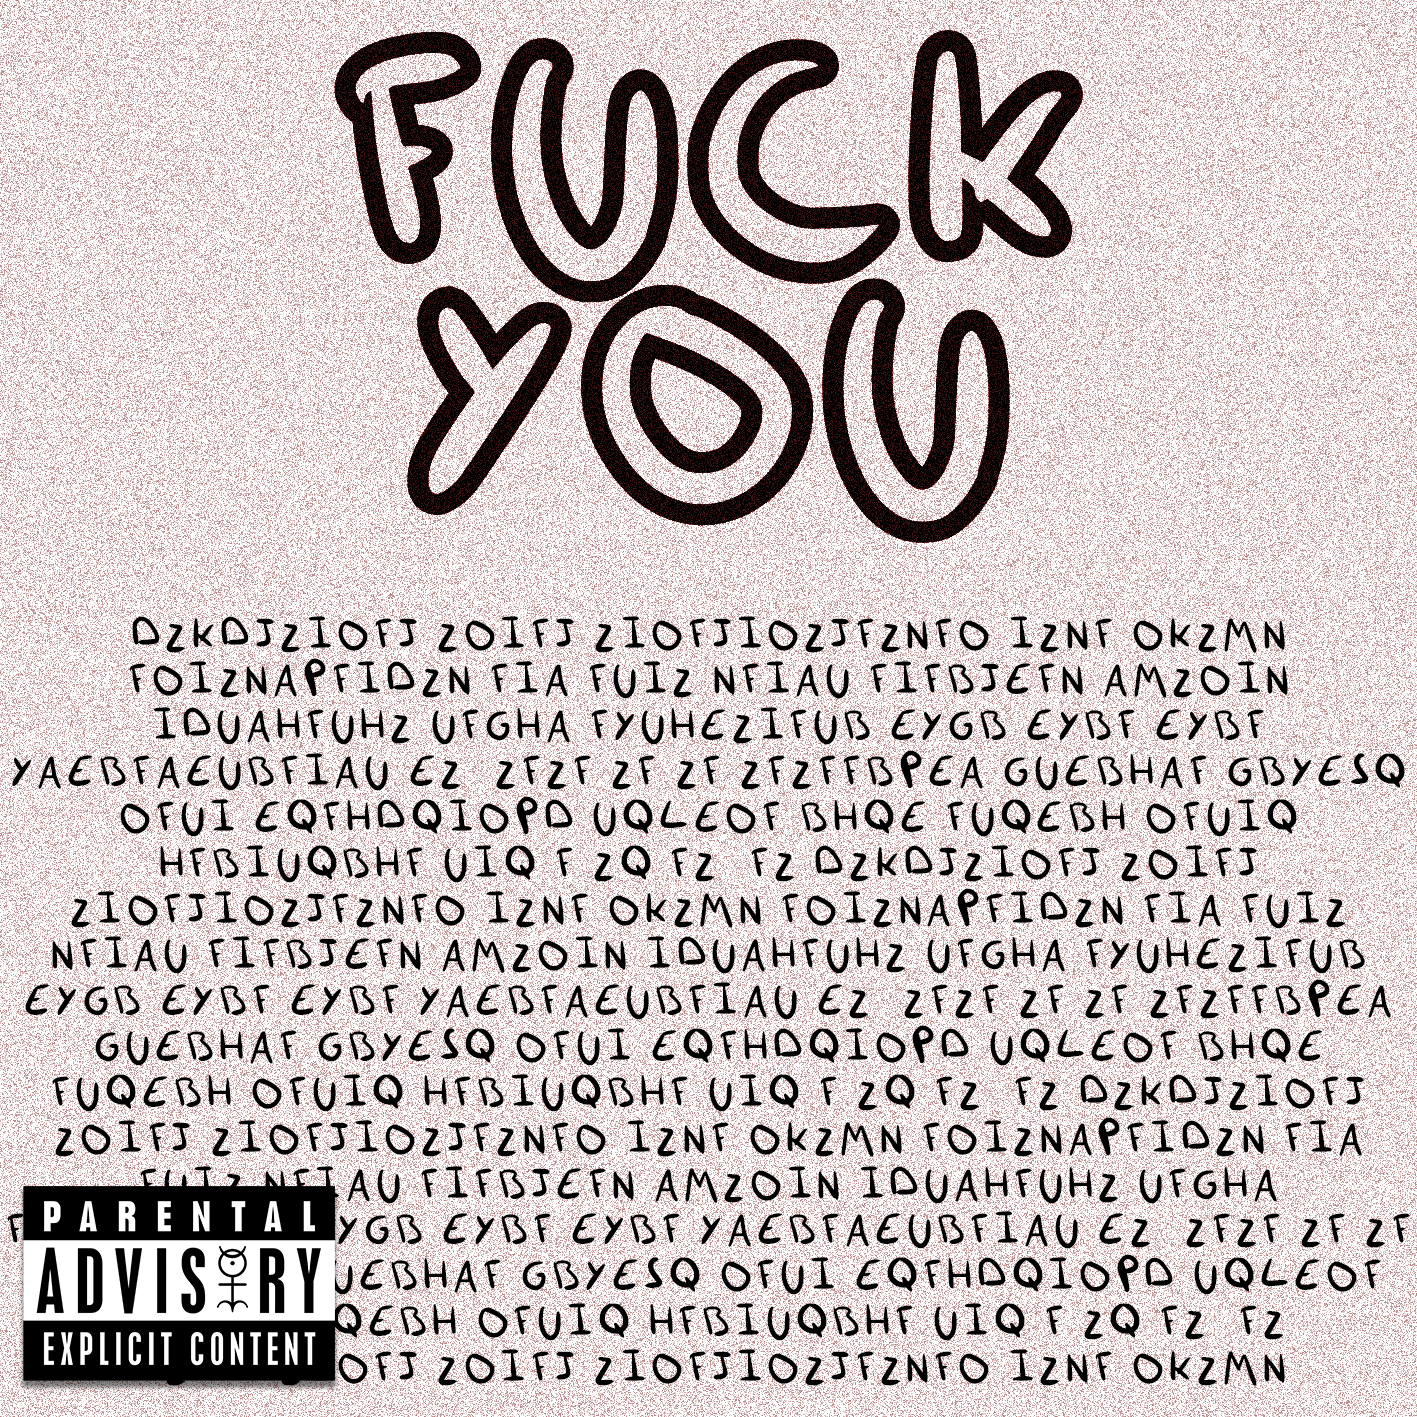 FUCK
YOU
DZKDJZIOFJ ZOIFJ ZIOFJIOZJFZNFO IZNF OKZMN
FOIZNAPFIDZN FIA FUIZ NFIAU FIFBJEFN AMZOIN
IDUAHFUHZ UFGHA FYUHEZIFUB EYGB EYBF EYBF
YAEBFAEUBFIAU EZ ZFZF ZF ZF ZFZFFBPEA GUEBHAF GBYESQ
OFUI EQFHDQIOPD UQLEOF BHQE FUQEBH OFUIQ
HFBIUQBHF UIQ F ZQ FZ FZ DZKDJZIOFJ ZOIFJ
ZIOFJIOZJFZNFO IZNF OKZMN FOIZNAPFIDZN FIA FUIZ
NFIAU FIFBJEFN AMZOIN IDUAHFUHZ UFGHA FYUHEZIFUB
EYGB EYBF EYBF YAEBFAEUBFIAU EZ ZFZF ZF ZF ZFZFFBPEA
GUEBHAF GBYESQ OFUI EQFHDQIOPD UQLEOF BHQE
FUQEBH OFUIQ HFBIUQBHF UIQ F ZQ FZ FZ DZKDJZIOFJ
ZOIFJ ZIOFJIOZJFZNFO IZNF OKZMN FOIZNAPFIDZN FIA
FUIZ NFIAU FIFBJEFN AMZOIN IDUAHFUHZ UFGHA
EYBF EYBF YAEBFAEUBFIAU EZ ZFZF ZF ZF
GBYESQ OFUI EQFHDQIOPD UQLEOF
OFUIQ HFBIUQBHF UIQ F ZQ FZ FZ
ZOIFJ ZIOFJIOZJFZNFO IZNF OKZMN
PARENTAL
ADVISORY
EXPLICIT CONTENT